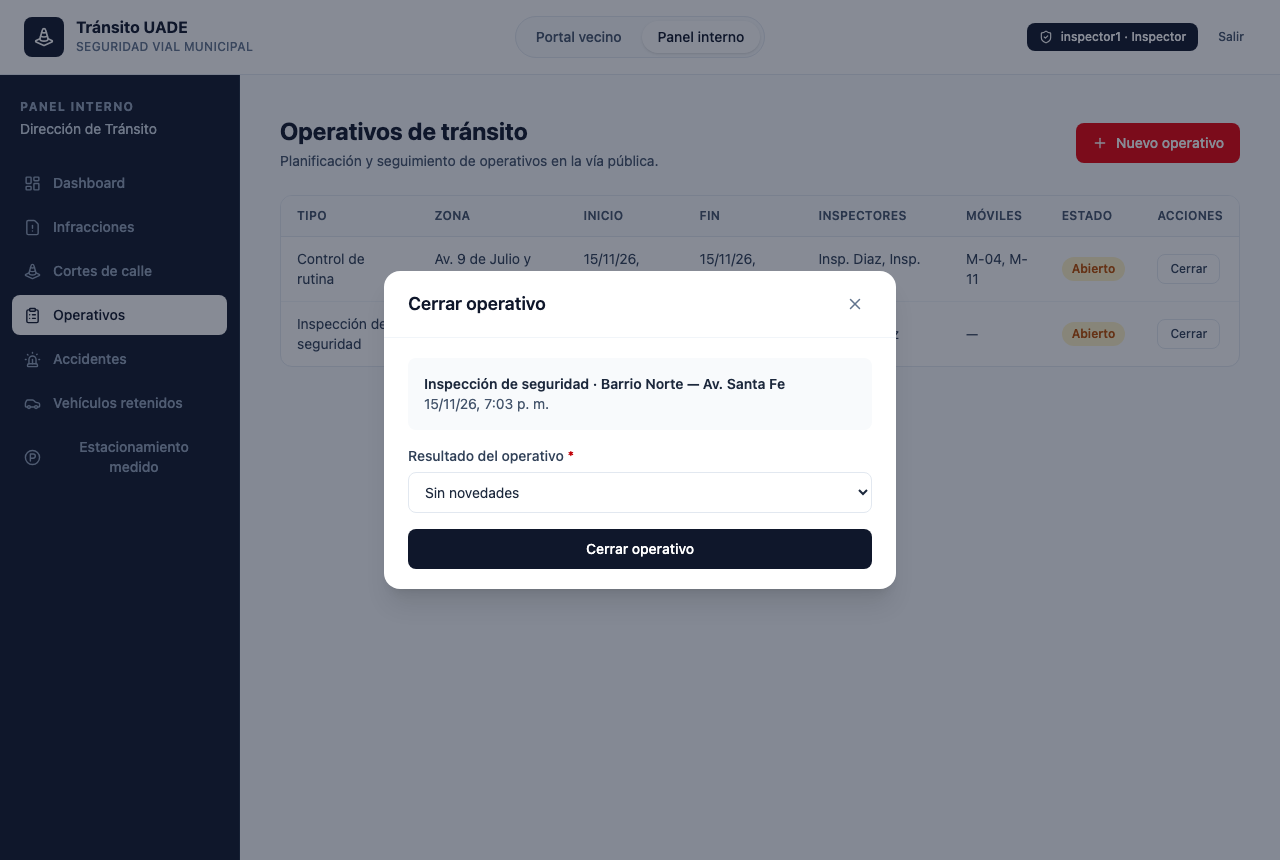 Tránsito UADE
SEGURIDAD VIAL MUNICIPAL
Portal vecino
Panel interno
inspector1 · Inspector
Salir
PANEL INTERNO
Dirección de Tránsito
Dashboard
Infracciones
Cortes de calle
Operativos
Accidentes
Vehículos retenidos
Estacionamiento
medido
Operativos de tránsito
Planificación y seguimiento de operativos en la vía pública.
Nuevo operativo
TIPO ZONA INICIO FIN INSPECTORES MÓVILES ESTADO ACCIONES
Control de
rutina
Av. 9 de Julio y
15/11/26,
15/11/26,
Insp. Diaz, Insp.
M-04, M-
11
Abierto
Cerrar
Inspección de
seguridad
—
Abierto
Cerrar
Cerrar operativo
Inspección de seguridad · Barrio Norte — Av. Santa Fe
15/11/26, 7:03 p. m.
Resultado del operativo *
Sin novedades
Cerrar operativo